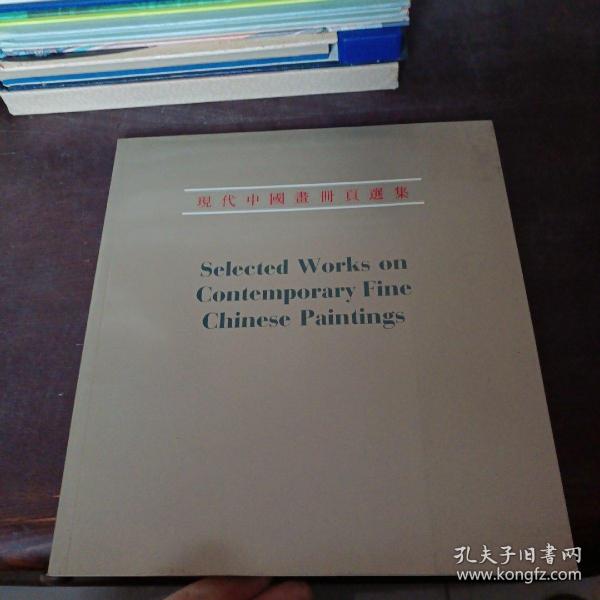 現代中國畫冊頁選集
Selected Works on
Contemporary Fine
Chinese Paintings
孔夫子旧書网
www.kongfz.com